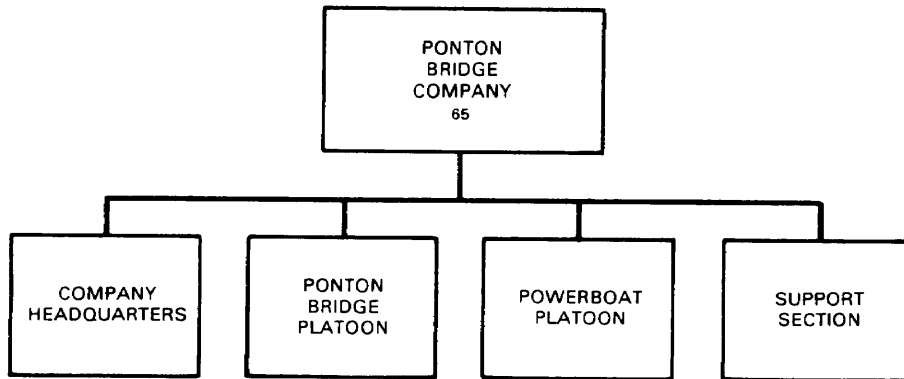 PONTON
BRIDGE
COMPANY
65
COMPANY
HEADQUARTERS
PONTON
BRIDGE
PLATOON
POWERBOAT
PLATOON
SUPPORT
SECTION